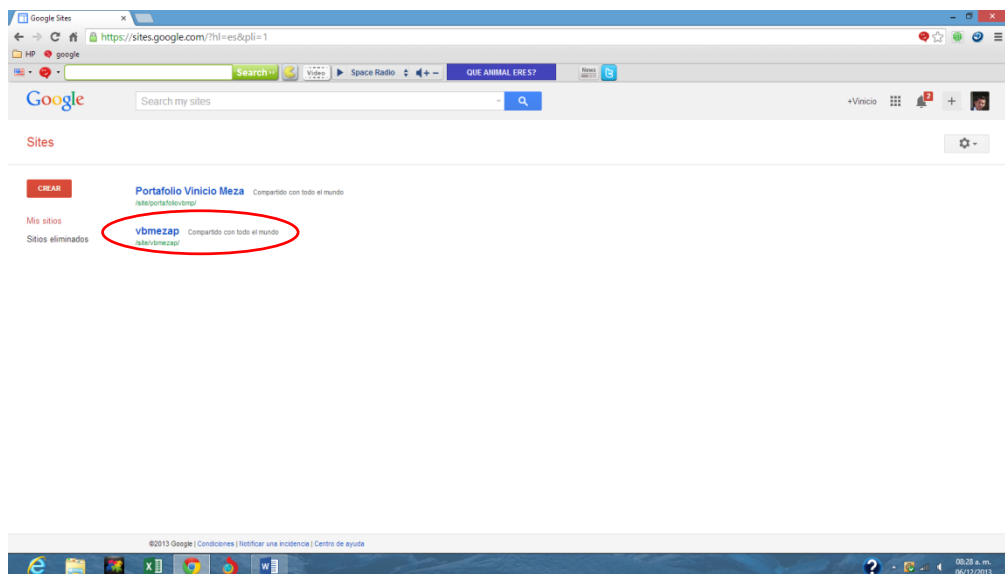 Google Sites
https://sites.google.com/?hl=es&pli=1
HP google
Search Video Space Radio QUE ANIMAL ERES? News
Google Search my sites +Vinicio 2
Sites
CREAR
Portafolio Vinicio Meza Compartido con todo el mundo
/site/portafoliovbmp/
Mis sitios
vbmezap Compartido con todo el mundo
Sitios eliminados
/site/vbmezap/
©2013 Google | Condiciones | Notificar una incidencia | Centro de ayuda
08:28 a. m.
06/12/2013